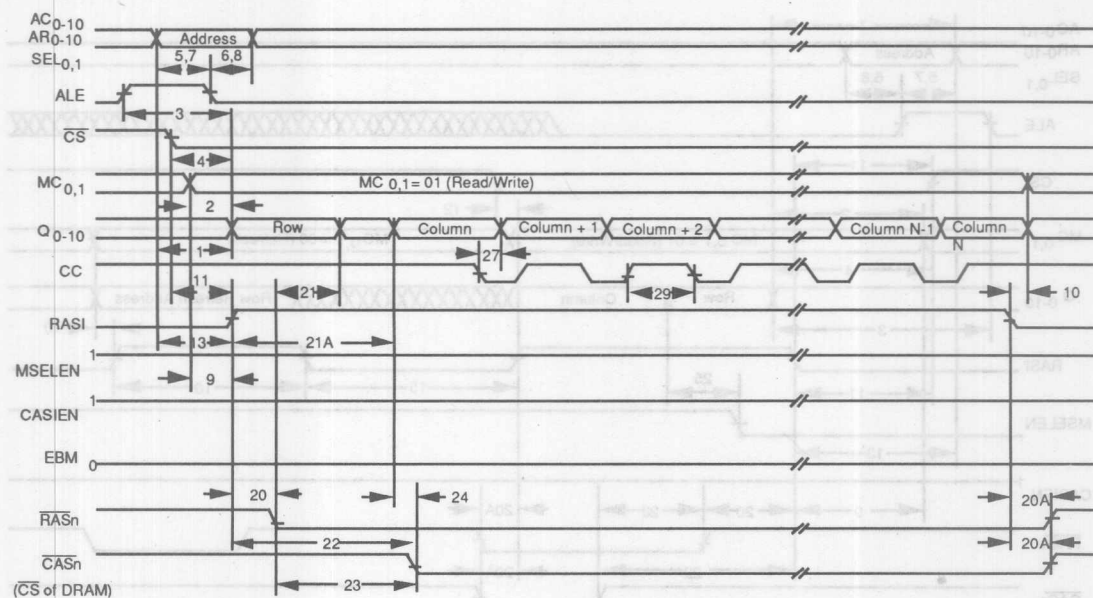 AC0-10
AR0-10 Address
SEL0,1 5,7 6,8
ALE
3
CS
4
MC 0,1 MC 0,1 = 01 (Read/Write)
2
Q 0-10 Row Column Column + 1 Column + 2 Column N-1 Column N
1 27
CC
11 21 29 10
RASI
13 21A
1
MSELEN
9
1
CASIEN
EBM 0
20 24 20A
RASn
22 20A
CASn
23
(CS of DRAM)